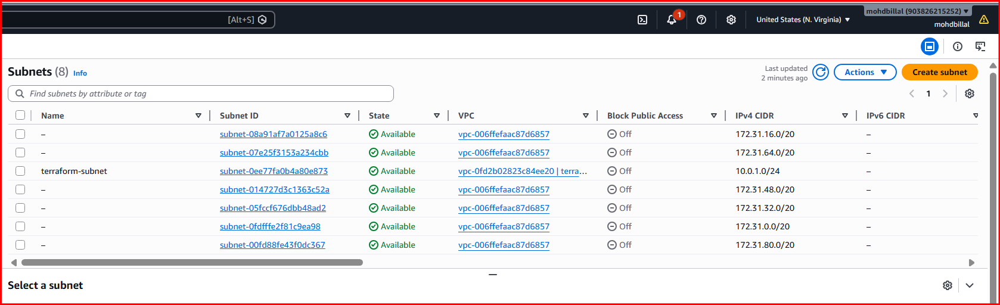 [Alt+S]
1
United States (N. Virginia)
mohdbillal (903826215252)
mohdbillal
Subnets (8) Info
Last updated
2 minutes ago
Actions
Create subnet
Find subnets by attribute or tag
1
Name Subnet ID State VPC Block Public Access IPv4 CIDR IPv6 CIDR
– subnet-08a91af7a0125a8c6 Available vpc-006ffefaac87d6857 Off 172.31.16.0/20 –
– subnet-07e25f3153a234cbb Available vpc-006ffefaac87d6857 Off 172.31.64.0/20 –
terraform-subnet subnet-0ee77fa0b4a80e873 Available vpc-0fd2b02823c84ee20 | terra... Off 10.0.1.0/24 –
– subnet-014727d3c1363c52a Available vpc-006ffefaac87d6857 Off 172.31.48.0/20 –
– subnet-05fccf676dbb48ad2 Available vpc-006ffefaac87d6857 Off 172.31.32.0/20 –
– subnet-0fdfffe2f81c9ea98 Available vpc-006ffefaac87d6857 Off 172.31.0.0/20 –
– subnet-00fd88fe43f0dc367 Available vpc-006ffefaac87d6857 Off 172.31.80.0/20 –
Select a subnet